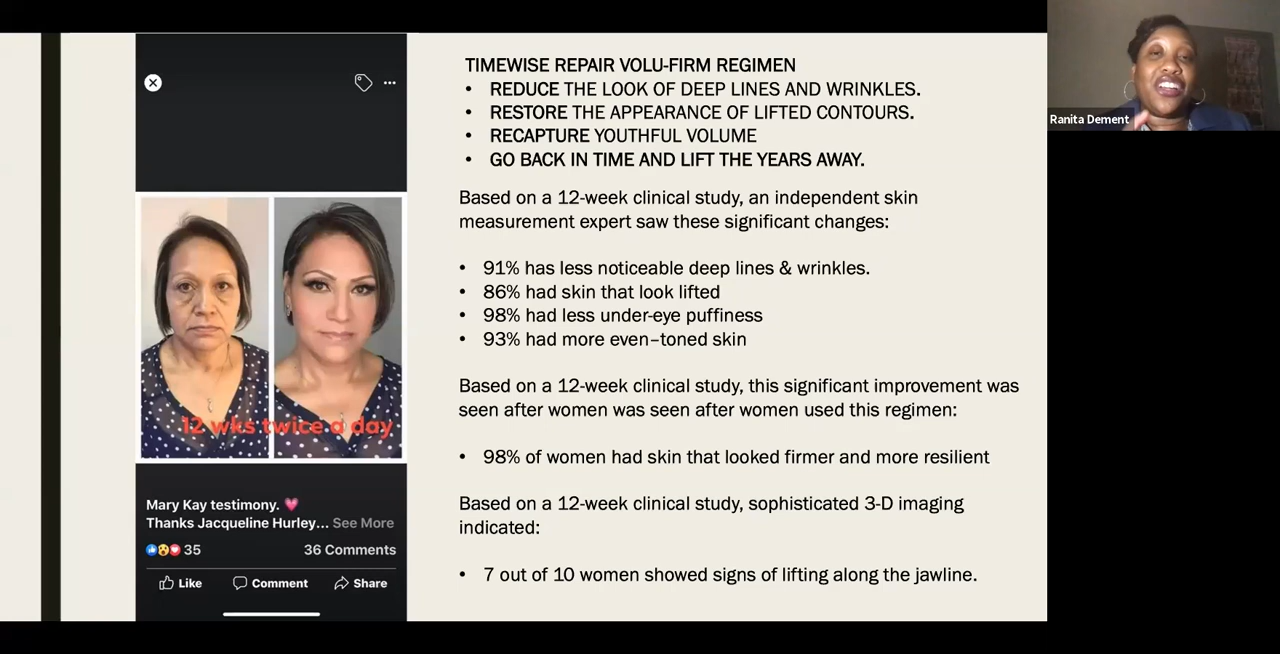 TIMEWISE REPAIR VOLU-FIRM REGIMEN
• REDUCE THE LOOK OF DEEP LINES AND WRINKLES.
• RESTORE THE APPEARANCE OF LIFTED CONTOURS.
• RECAPTURE YOUTHFUL VOLUME
• GO BACK IN TIME AND LIFT THE YEARS AWAY.
Based on a 12-week clinical study, an independent skin
measurement expert saw these significant changes:
• 91% has less noticeable deep lines & wrinkles.
• 86% had skin that look lifted
• 98% had less under-eye puffiness
• 93% had more even–toned skin
Based on a 12-week clinical study, this significant improvement was
seen after women was seen after women used this regimen:
• 98% of women had skin that looked firmer and more resilient
Based on a 12-week clinical study, sophisticated 3-D imaging
indicated:
• 7 out of 10 women showed signs of lifting along the jawline.
12 wks twice a day
Mary Kay testimony. 💗
Thanks Jacqueline Hurley... See More
35
36 Comments
Like
Comment
Share
Ranita Dement